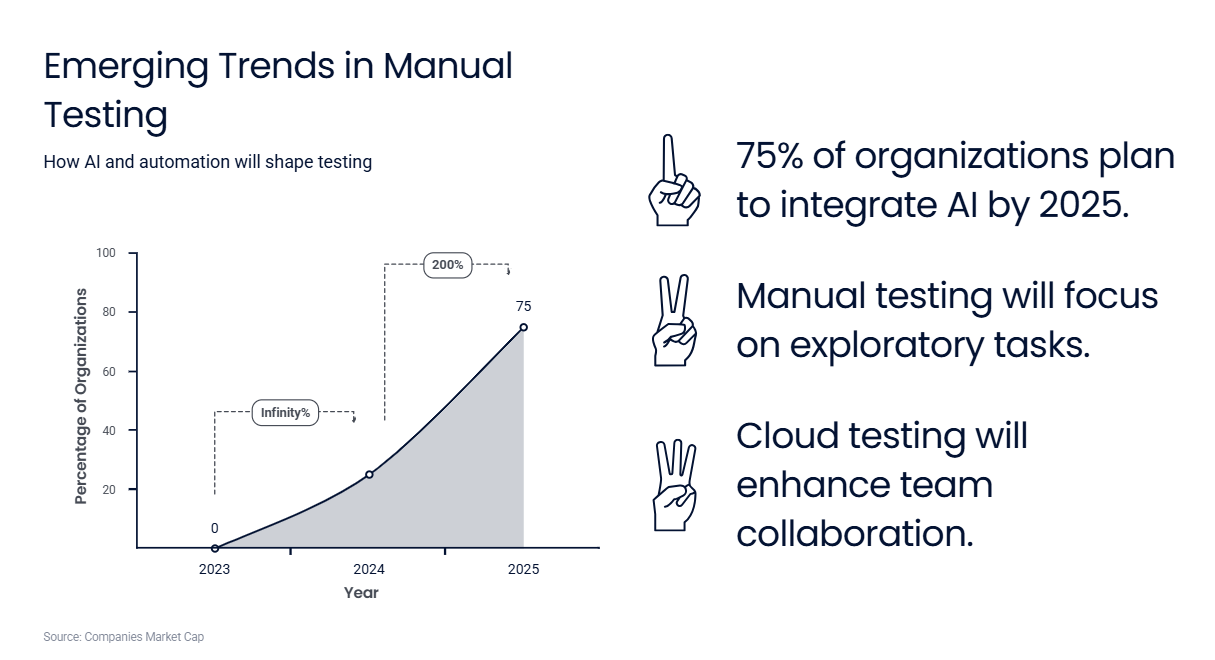 Emerging Trends in Manual
Testing
How AI and automation will shape testing
100
80
60
40
20
Percentage of Organizations
Infinity%
200%
0
75
2023
2024
2025
Year
75% of organizations plan
to integrate AI by 2025.
Manual testing will focus
on exploratory tasks.
Cloud testing will
enhance team
collaboration.
Source: Companies Market Cap